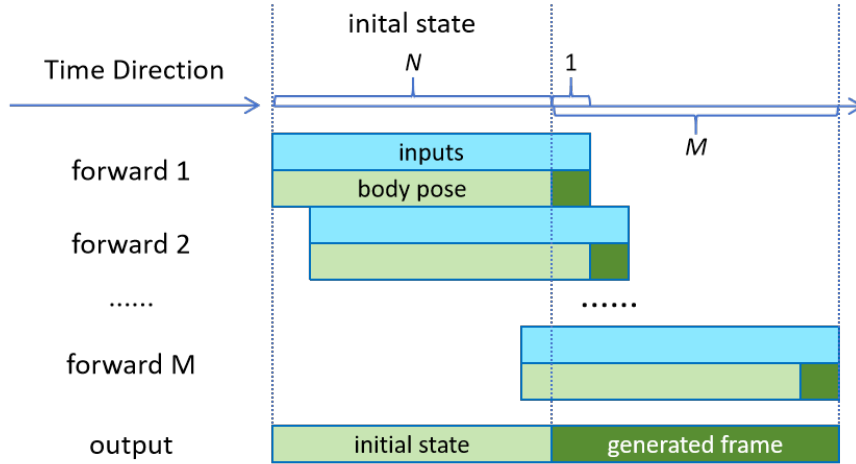 inital state
Time Direction
N
1
M
inputs
forward 1
body pose
forward 2
......
......
forward M
output
initial state
generated frame